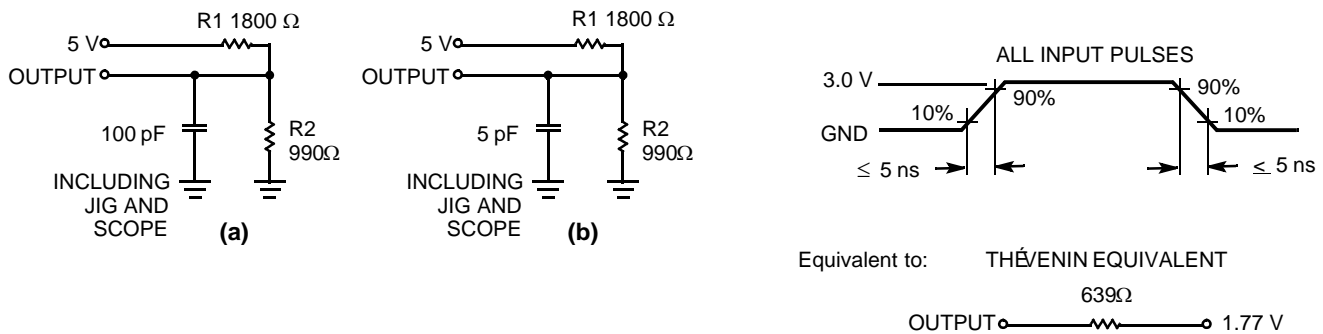 R1 1800 Ω
5 V
OUTPUT
100 pF
R2
990Ω
INCLUDING
JIG AND
SCOPE
(a)
R1 1800 Ω
5 V
OUTPUT
5 pF
R2
990Ω
INCLUDING
JIG AND
SCOPE
(b)
ALL INPUT PULSES
3.0 V
90%
90%
10%
10%
GND
≤ 5 ns
≤ 5 ns
Equivalent to: THÉVENIN EQUIVALENT
639Ω
OUTPUT
1.77 V